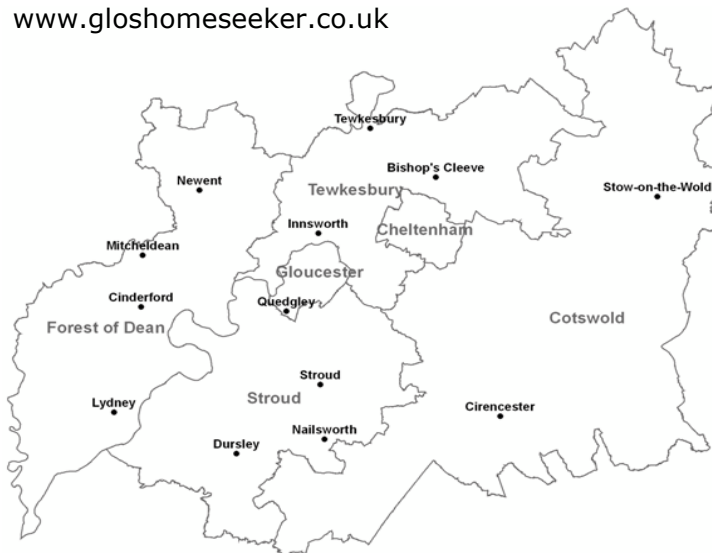 www.gloshomeseeker.co.uk
Tewkesbury
Bishop's Cleeve
Newent
Tewkesbury
Stow-on-the-Wold
Innsworth
Cheltenham
Mitcheldean
Gloucester
Cinderford
Quedgley
Forest of Dean
Cotswold
Stroud
Stroud
Lydney
Cirencester
Nailsworth
Dursley